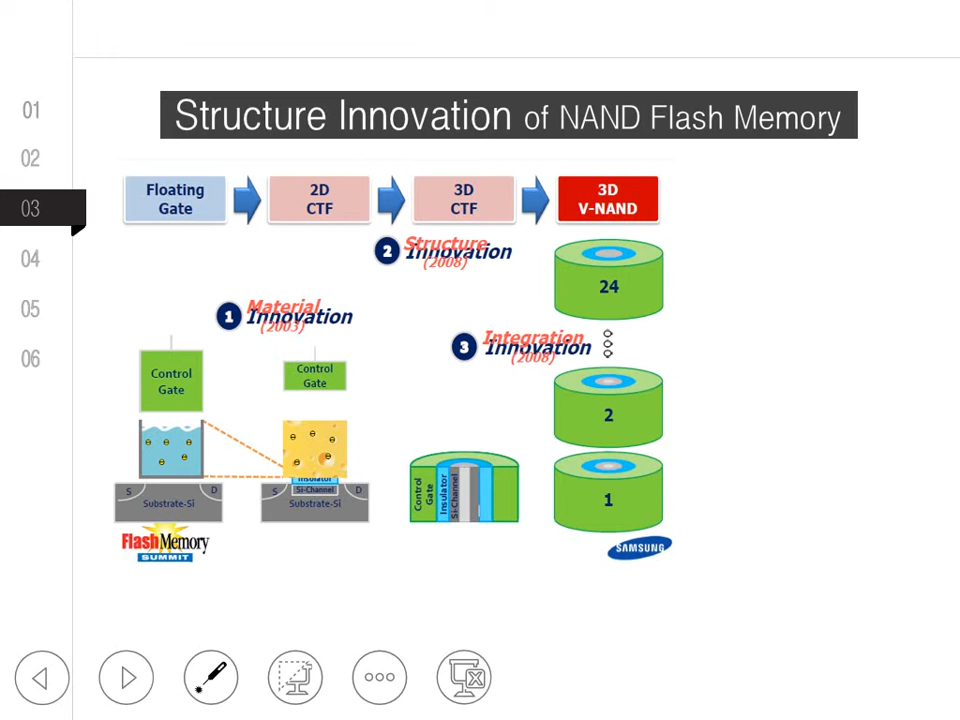 Structure Innovation of NAND Flash Memory
01
02
03
04
05
06
Floating
Gate
2D
CTF
3D
CTF
3D
V-NAND
2 Structure
Innovation
(2008)
1 Material
Innovation
(2003)
3 Integration
Innovation
(2008)
24
2
1
Control
Gate
Control
Gate
S
D
Substrate-Si
Insulator
Si-Channel
S
D
Substrate-Si
Control
Gate
Insulator
Si-Channel
FlashMemory
SUMMIT
SAMSUNG